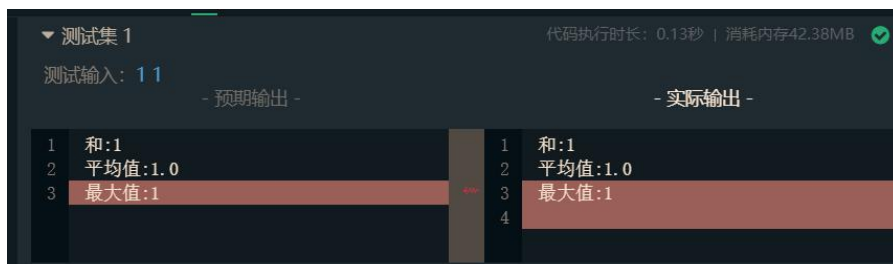 测试集 1
代码执行时长：0.13秒 | 消耗内存42.38MB
测试输入：1 1
- 预期输出 -
- 实际输出 -
1 和:1
2 平均值:1.0
3 最大值:1
1 和:1
2 平均值:1.0
3 最大值:1
4